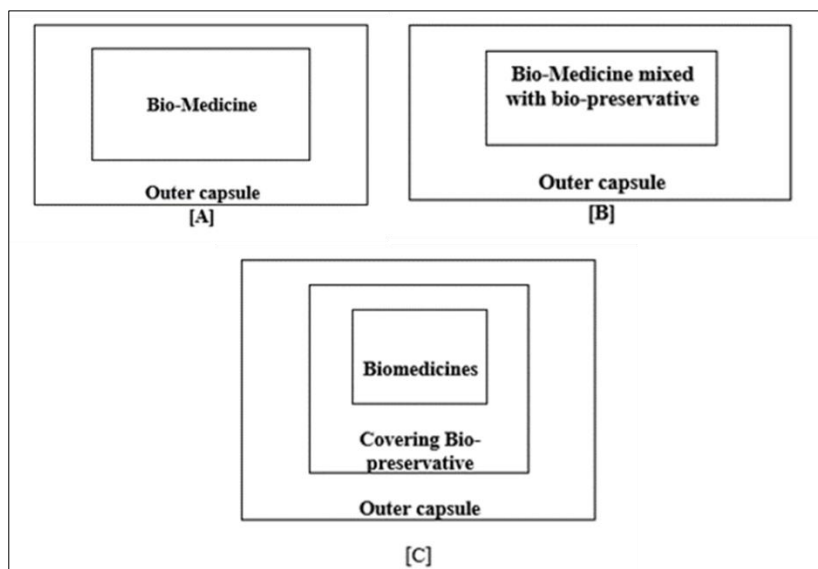 Bio-Medicine
Outer capsule
[A]
Bio-Medicine mixed
with bio-preservative
Outer capsule
[B]
Biomedicines
Covering Bio-
preservative
Outer capsule
[C]